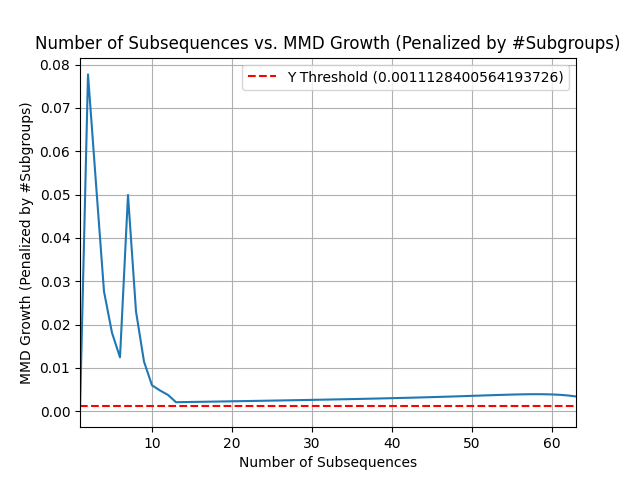 Number of Subsequences vs. MMD Growth (Penalized by #Subgroups)
Y Threshold (0.0011128400564193726)
MMD Growth (Penalized by #Subgroups)
0.08
0.07
0.06
0.05
0.04
0.03
0.02
0.01
0.00
10 20 30 40 50 60
Number of Subsequences